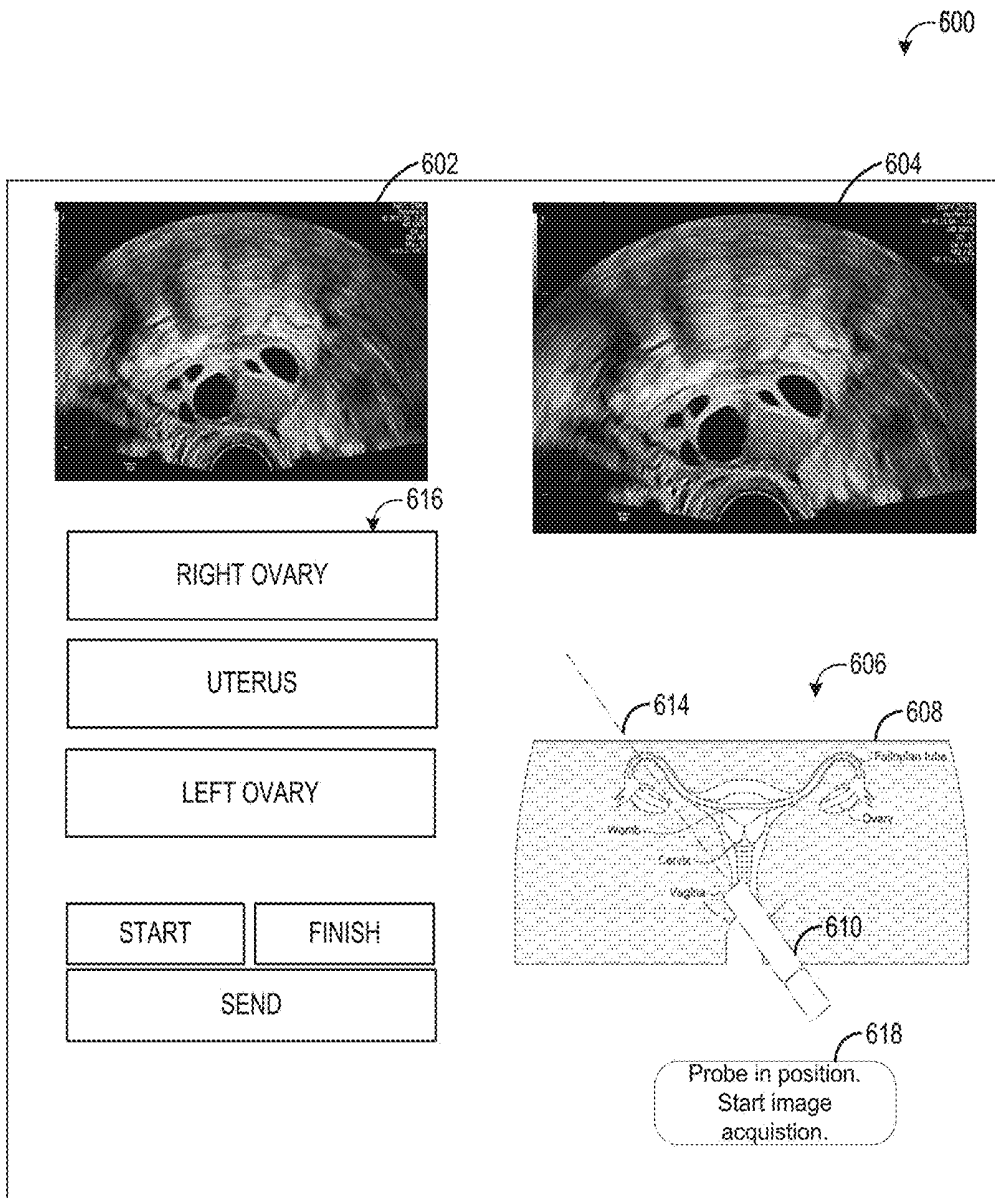 600
602
604
616
RIGHT OVARY
UTERUS
LEFT OVARY
START
FINISH
SEND
606
614
608
Fallopian tube
Ovary
Womb
Cervix
Vagina
610
618
Probe in position.
Start image
acquistion.